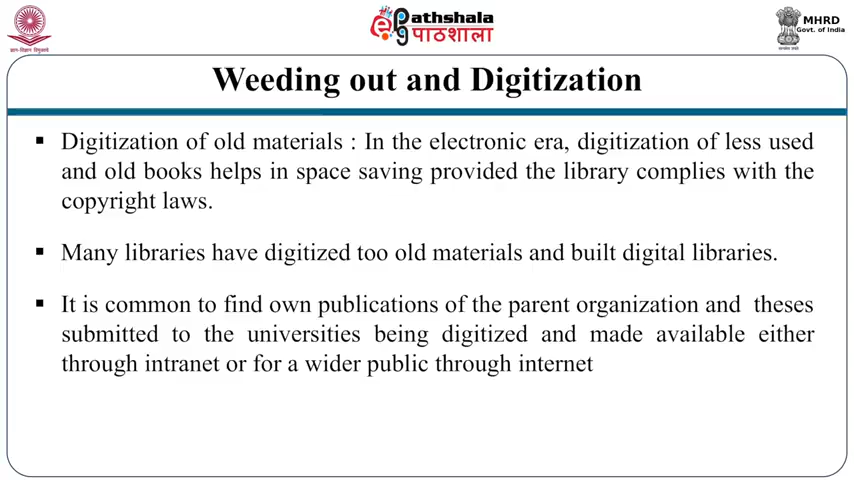 ePathshala
पाठशाला
MHRD
Govt. of India
Weeding out and Digitization
▪ Digitization of old materials : In the electronic era, digitization of less used
and old books helps in space saving provided the library complies with the
copyright laws.
▪ Many libraries have digitized too old materials and built digital libraries.
▪ It is common to find own publications of the parent organization and theses
submitted to the universities being digitized and made available either
through intranet or for a wider public through internet